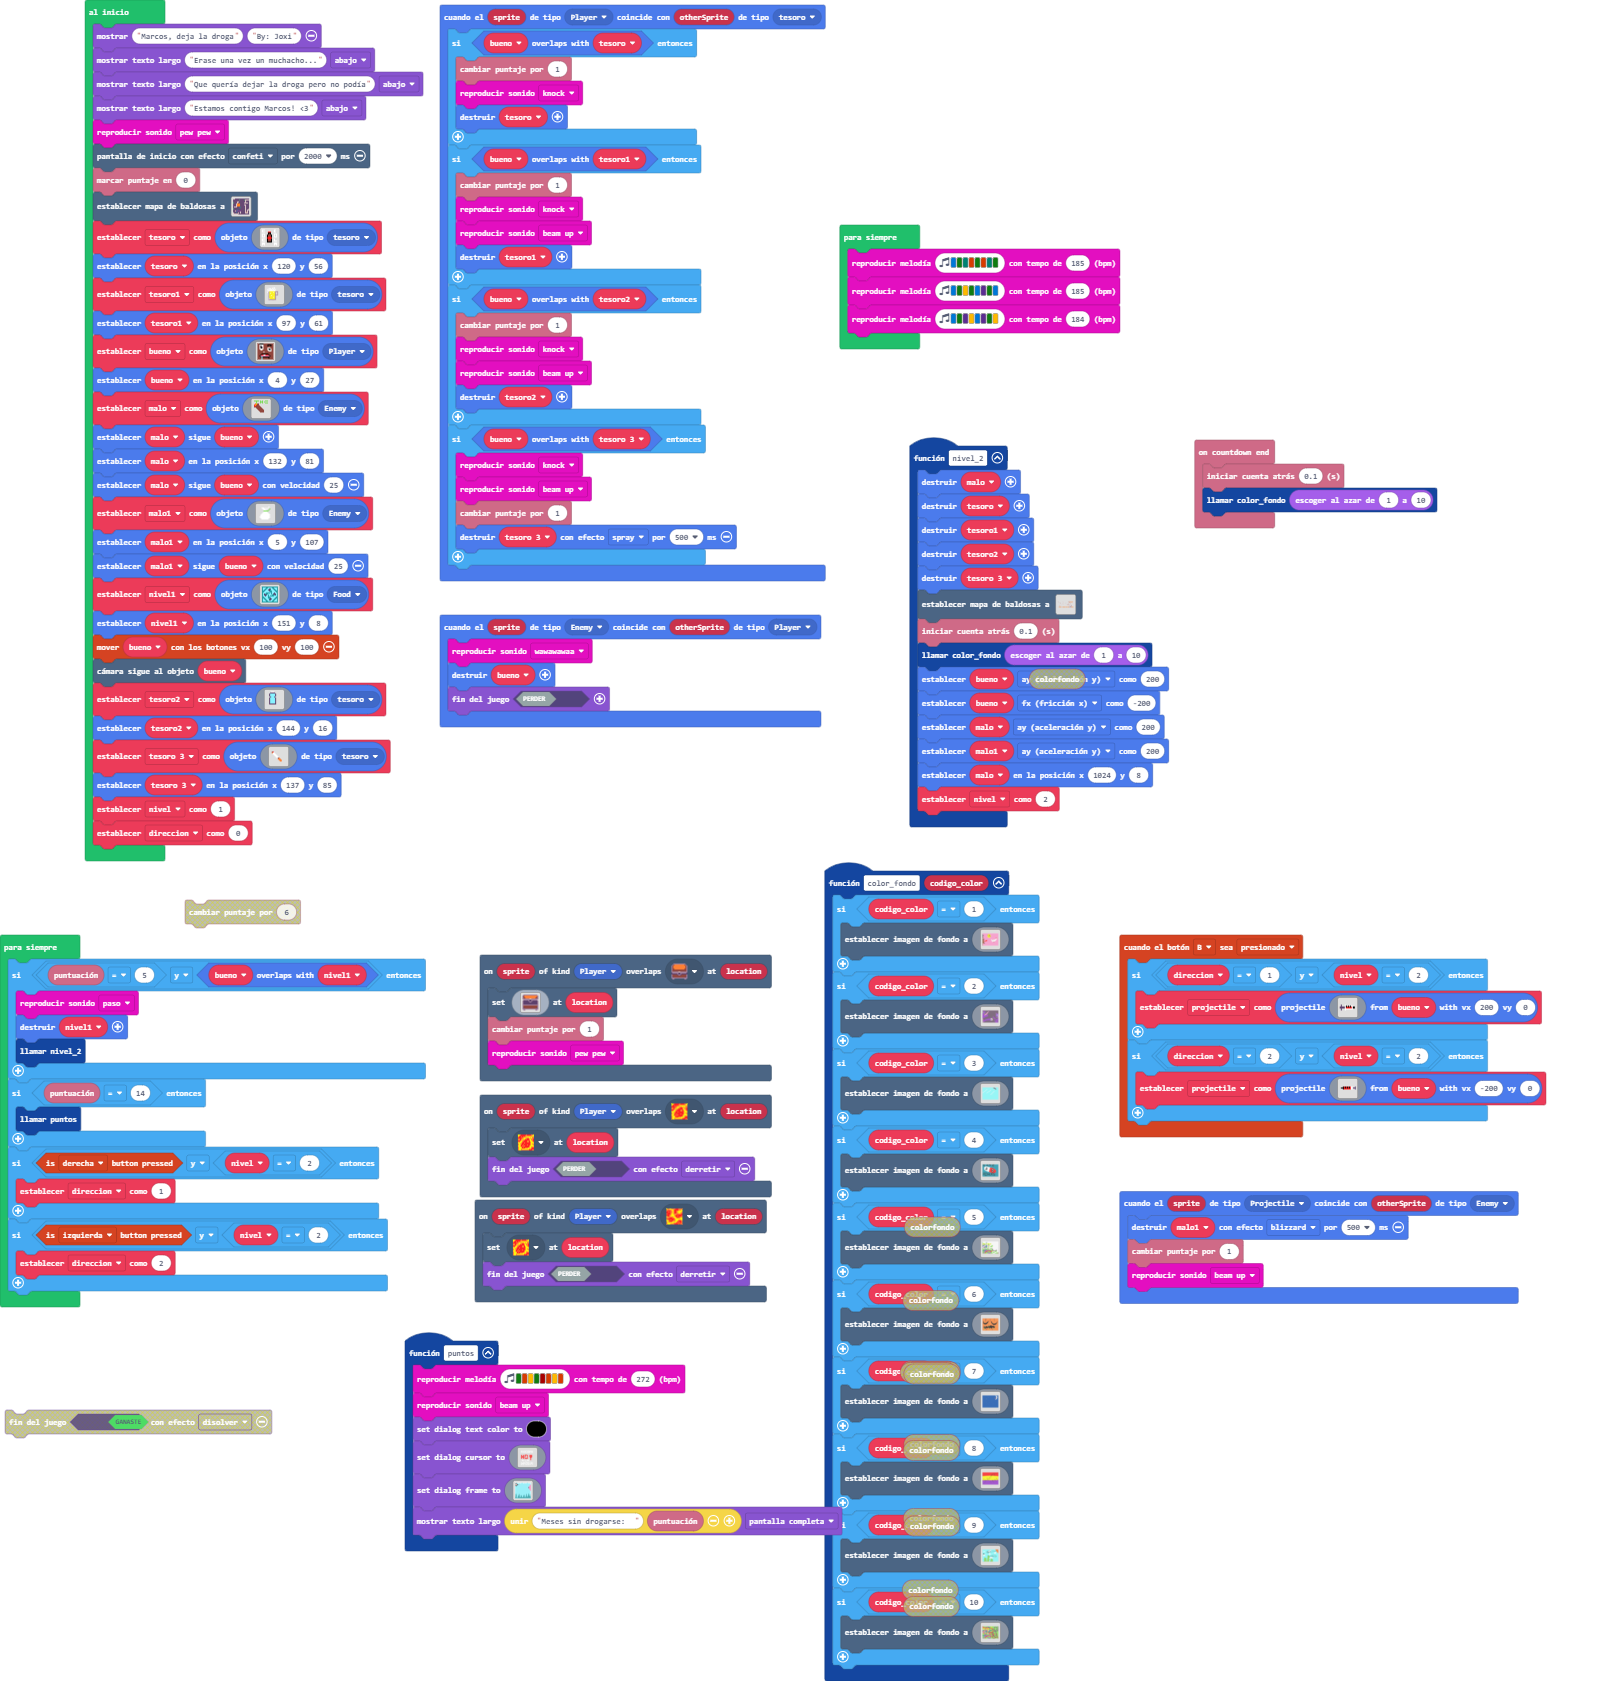 al inicio
mostrar "Marcos, deja la droga" "By: Joxi"
mostrar texto largo "Erase una vez un muchacho..." abajo
mostrar texto largo "Que quería dejar la droga pero no podía" abajo
mostrar texto largo "Estamos contigo Marcos! <3" abajo
reproducir sonido pew pew
pantalla de inicio con efecto confeti por 2000 ms
marcar puntaje en 0
establecer mapa de baldosas a
establecer tesoro como objeto de tipo tesoro
establecer tesoro en la posición x 120 y 56
establecer tesoro1 como objeto de tipo tesoro
establecer tesoro1 en la posición x 97 y 61
establecer bueno como objeto de tipo Player
establecer bueno en la posición x 4 y 27
establecer malo como objeto de tipo Enemy
establecer malo sigue bueno
establecer malo en la posición x 132 y 81
establecer malo sigue bueno con velocidad 25
establecer malo1 como objeto de tipo Enemy
establecer malo1 en la posición x 5 y 107
establecer malo1 sigue bueno con velocidad 25
establecer nivel1 como objeto de tipo Food
establecer nivel1 en la posición x 151 y 8
mover bueno con los botones vx 100 vy 100
cámara sigue al objeto bueno
establecer tesoro2 como objeto de tipo tesoro
establecer tesoro2 en la posición x 144 y 16
establecer tesoro 3 como objeto de tipo tesoro
establecer tesoro 3 en la posición x 137 y 85
establecer nivel como 1
establecer direccion como 0
cuando el sprite de tipo Player coincide con otherSprite de tipo tesoro
si bueno overlaps with tesoro entonces
cambiar puntaje por 1
reproducir sonido knock
destruir tesoro
si bueno overlaps with tesoro1 entonces
cambiar puntaje por 1
reproducir sonido knock
reproducir sonido beam up
destruir tesoro1
si bueno overlaps with tesoro2 entonces
cambiar puntaje por 1
reproducir sonido knock
reproducir sonido beam up
destruir tesoro2
si bueno overlaps with tesoro 3 entonces
reproducir sonido knock
reproducir sonido beam up
cambiar puntaje por 1
destruir tesoro 3 con efecto spray por 500 ms
cuando el sprite de tipo Enemy coincide con otherSprite de tipo Player
reproducir sonido wawawawaa
destruir bueno
fin del juego PERDER
para siempre
reproducir melodía con tempo de 185 (bpm)
reproducir melodía con tempo de 185 (bpm)
reproducir melodía con tempo de 184 (bpm)
función nivel_2
destruir malo
destruir tesoro
destruir tesoro1
destruir tesoro2
destruir tesoro 3
establecer mapa de baldosas a
iniciar cuenta atrás 0.1 (s)
llamar color_fondo escoger al azar de 1 a 10
establecer bueno ay colorfondo y) como 200
establecer bueno fx (fricción x) como -200
establecer malo ay (aceleración y) como 200
establecer malo1 ay (aceleración y) como 200
establecer malo en la posición x 1024 y 8
establecer nivel como 2
on countdown end
iniciar cuenta atrás 0.1 (s)
llamar color_fondo escoger al azar de 1 a 10
cambiar puntaje por 6
para siempre
si puntuación = 5 y bueno overlaps with nivel1 entonces
reproducir sonido paso
destruir nivel1
llamar nivel_2
si puntuación = 14 entonces
llamar puntos
si is derecha button pressed y nivel = 2 entonces
establecer direccion como 1
si is izquierda button pressed y nivel = 2 entonces
establecer direccion como 2
fin del juego GANASTE con efecto disolver
on sprite of kind Player overlaps at location
set at location
cambiar puntaje por 1
reproducir sonido pew pew
on sprite of kind Player overlaps at location
set at location
fin del juego PERDER con efecto derretir
on sprite of kind Player overlaps at location
set at location
fin del juego PERDER con efecto derretir
función puntos
reproducir melodía con tempo de 272 (bpm)
reproducir sonido beam up
set dialog text color to
set dialog cursor to
set dialog frame to
mostrar texto largo unir "Meses sin drogarse: " puntuación pantalla completa
función color_fondo codigo_color
si codigo_color = 1 entonces
establecer imagen de fondo a
si codigo_color = 2 entonces
establecer imagen de fondo a
si codigo_color = 3 entonces
establecer imagen de fondo a
si codigo_color = 4 entonces
establecer imagen de fondo a
si codigo_color = 5 entonces
colorfondo
establecer imagen de fondo a
si codig colorfondo 6 entonces
establecer imagen de fondo a
si codigo colorfondo 7 entonces
establecer imagen de fondo a
si codigo colorfondo 8 entonces
establecer imagen de fondo a
codigo colorfondo 9 entonces
establecer imagen de fondo a
colorfondo
si codigo_ colorfondo 10 entonces
establecer imagen de fondo a
cuando el botón B sea presionado
si direccion = 1 y nivel = 2 entonces
establecer projectile como projectile from bueno with vx 200 vy 0
si direccion = 2 y nivel = 2 entonces
establecer projectile como projectile from bueno with vx -200 vy 0
cuando el sprite de tipo Projectile coincide con otherSprite de tipo Enemy
destruir malo1 con efecto blizzard por 500 ms
cambiar puntaje por 1
reproducir sonido beam up